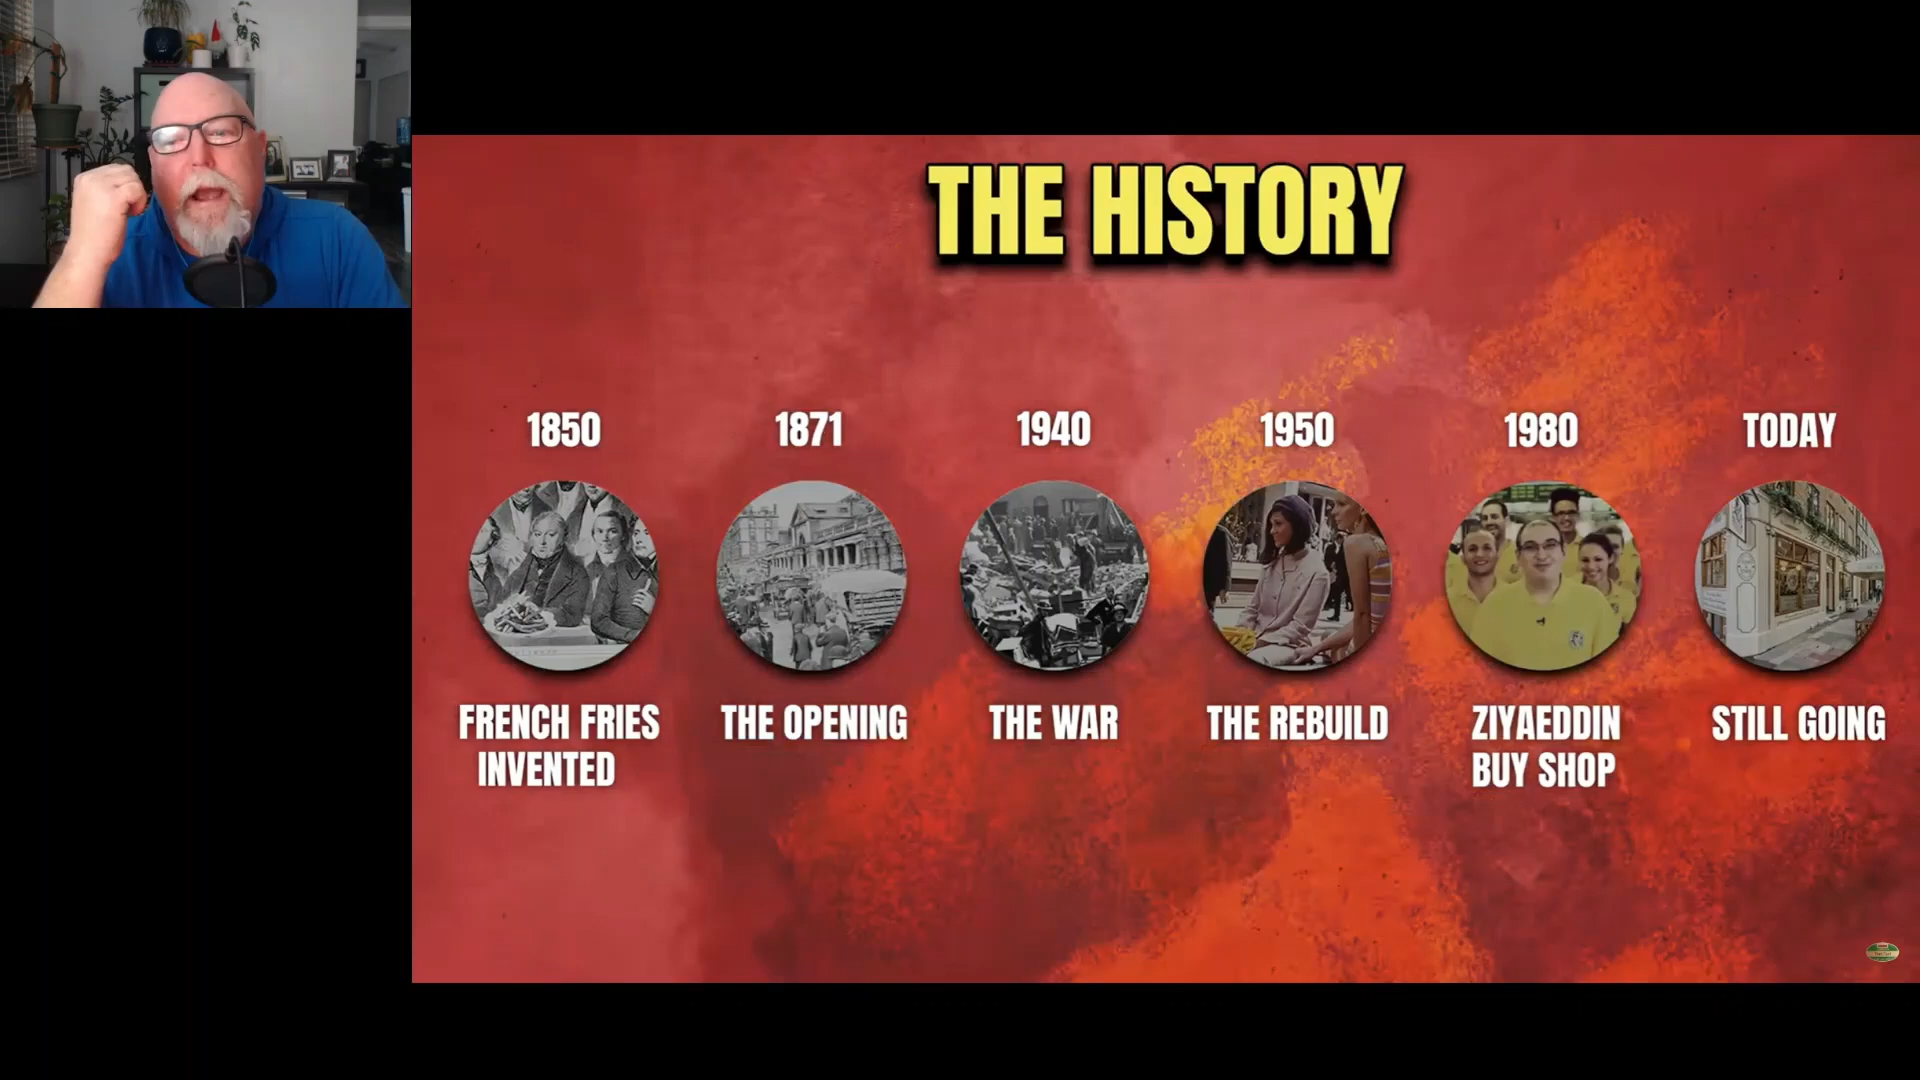 THE HISTORY
1850
1871
1940
1950
1980
TODAY
FRENCH FRIES
INVENTED
THE OPENING
THE WAR
THE REBUILD
ZIYAEDDIN
BUY SHOP
STILL GOING